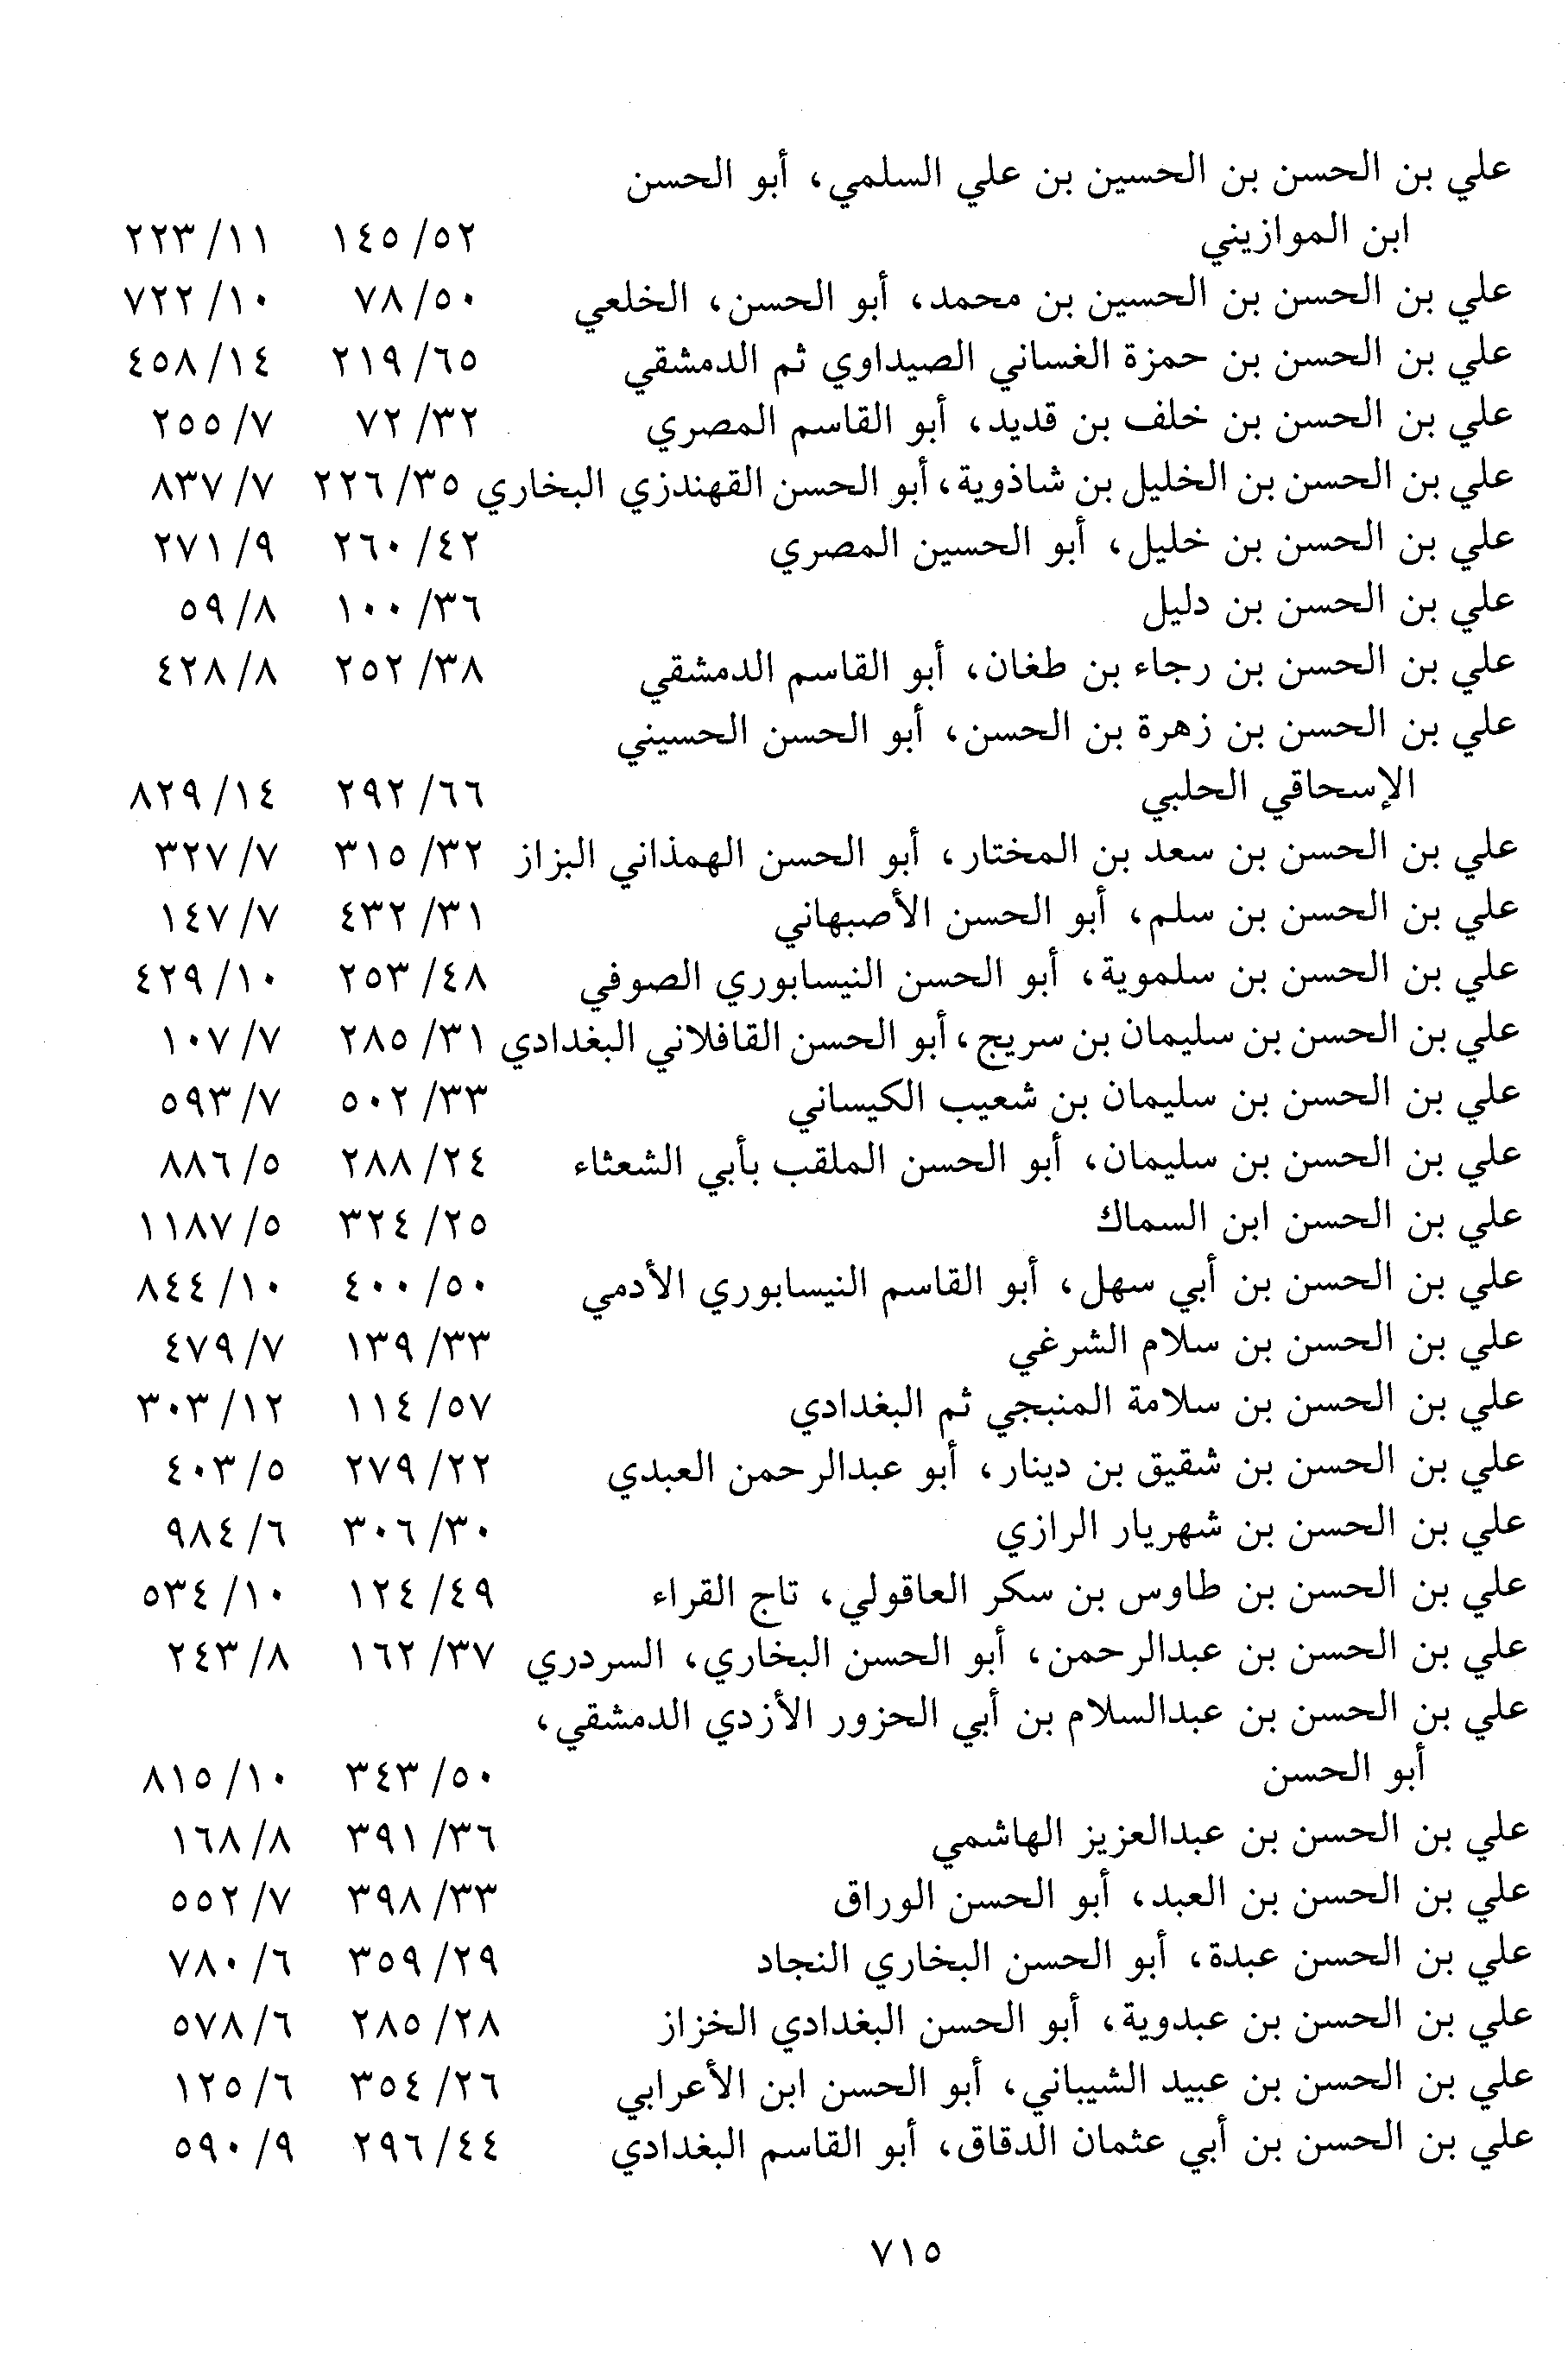 علي بن الحسن بن الحسين بن علي السلمي، أبو الحسن
ابن الموازيني ٥٢/ ١٤٥ ١١/ ٢٢٣
علي بن الحسن بن الحسين بن محمد، أبو الحسن، الخلعي ٥٠/ ٧٨ ١٠/ ٧٢٢
علي بن الحسن بن حمزة الغساني الصيداوي ثم الدمشقي ٦٥/ ٢١٩ ١٤/ ٤٥٨
علي بن الحسن بن خلف بن قديد، أبو القاسم المصري ٣٢/ ٧٢ ٧/ ٢٥٥
علي بن الحسن بن الخليل بن شاذوية، أبو الحسن القهندزي البخاري ٣٥/ ٢٢٦ ٧/ ٨٣٧
علي بن الحسن بن خليل، أبو الحسين المصري ٤٢/ ٢٦٠ ٩/ ٢٧١
علي بن الحسن بن دليل ٣٦/ ١٠٠ ٨/ ٥٩
علي بن الحسن بن رجاء بن طغان، أبو القاسم الدمشقي ٣٨/ ٢٥٢ ٨/ ٤٢٨
علي بن الحسن بن زهرة بن الحسن، أبو الحسن الحسيني
الإسحاقي الحلبي ٦٦/ ٢٩٢ ١٤/ ٨٢٩
علي بن الحسن بن سعد بن المختار، أبو الحسن الهمذاني البزاز ٣٢/ ٣١٥ ٧/ ٣٢٧
علي بن الحسن بن سلم، أبو الحسن الأصبهاني ٣١/ ٤٣٢ ٧/ ١٤٧
علي بن الحسن بن سلموية، أبو الحسن النيسابوري الصوفي ٤٨/ ٢٥٣ ١٠/ ٤٢٩
علي بن الحسن بن سليمان بن سريج، أبو الحسن القافلاني البغدادي ٣١/ ٢٨٥ ٧/ ١٠٧
علي بن الحسن بن سليمان بن شعيب الكيساني ٣٣/ ٥٠٢ ٧/ ٥٩٣
علي بن الحسن بن سليمان، أبو الحسن الملقب بأبي الشعثاء ٢٤/ ٢٨٨ ٥/ ٨٨٦
علي بن الحسن ابن السماك ٢٥/ ٣٢٤ ٥/ ١١٨٧
علي بن الحسن بن أبي سهل، أبو القاسم النيسابوري الأدمي ٥٠/ ٤٠٠ ١٠/ ٨٤٤
علي بن الحسن بن سلام الشرغي ٣٣/ ١٣٩ ٧/ ٤٧٩
علي بن الحسن بن سلامة المنبجي ثم البغدادي ٥٧/ ١١٤ ١٢/ ٣٠٣
علي بن الحسن بن شقيق بن دينار، أبو عبدالرحمن العبدي ٢٢/ ٢٧٩ ٥/ ٤٠٣
علي بن الحسن بن شهريار الرازي ٣٠/ ٣٠٦ ٦/ ٩٨٤
علي بن الحسن بن طاوس بن سكر العاقولي، تاج القراء ٤٩/ ١٢٤ ١٠/ ٥٣٤
علي بن الحسن بن عبدالرحمن، أبو الحسن البخاري، السردري ٣٧/ ١٦٢ ٨/ ٢٤٣
علي بن الحسن بن عبدالسلام بن أبي الحزور الأزدي الدمشقي،
أبو الحسن ٥٠/ ٣٤٣ ١٠/ ٨١٥
علي بن الحسن بن عبدالعزيز الهاشمي ٣٦/ ٣٩١ ٨/ ١٦٨
علي بن الحسن بن العبد، أبو الحسن الوراق ٣٣/ ٣٩٨ ٧/ ٥٥٢
علي بن الحسن عبدة، أبو الحسن البخاري النجاد ٢٩/ ٣٥٩ ٦/ ٧٨٠
علي بن الحسن بن عبدوية، أبو الحسن البغدادي الخزاز ٢٨/ ٢٨٥ ٦/ ٥٧٨
علي بن الحسن بن عبيد الشيباني، أبو الحسن ابن الأعرابي ٢٦/ ٣٥٤ ٦/ ١٢٥
علي بن الحسن بن أبي عثمان الدقاق، أبو القاسم البغدادي ٤٤/ ٢٩٦ ٩/ ٥٩٠
٧١٥